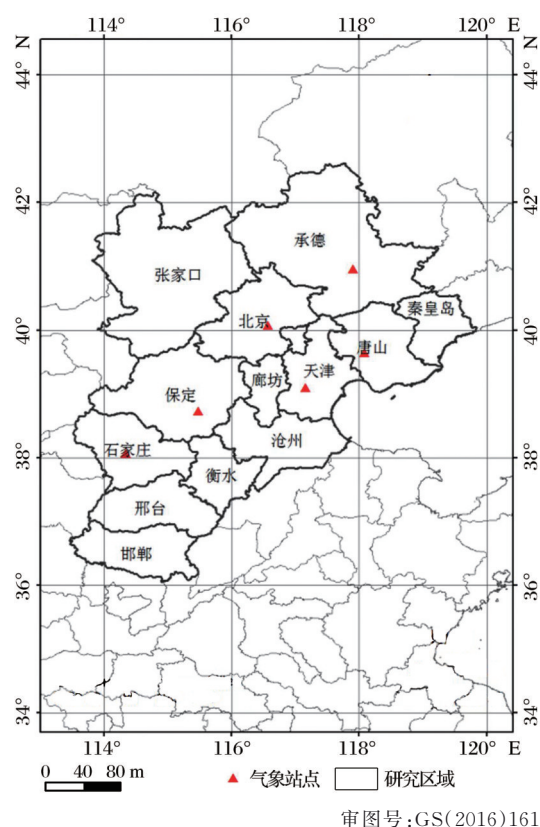 114° 116° 118° 120° E
N
44°
42°
40°
38°
36°
34°
N
44°
42°
40°
38°
36°
34°
承德
张家口
秦皇岛
北京
唐山
天津
廊坊
保定
沧州
石家庄
衡水
邢台
邯郸
114° 116° 118° 120° E
0 40 80 m
气象站点
研究区域
审图号:GS(2016)161